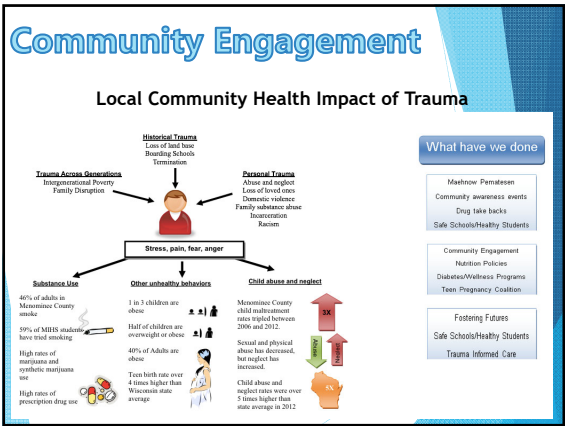 Community Engagement
Local Community Health Impact of Trauma
Historical Trauma
Loss of land base
Boarding Schools
Termination
Trauma Across Generations
Intergenerational Poverty
Family Disruption
Personal Trauma
Abuse and neglect
Loss of loved ones
Domestic violence
Family substance abuse
Incarceration
Racism
Stress, pain, fear, anger
Substance Use
46% of adults in
Menominee County
smoke
59% of MIHS students
have tried smoking
High rates of
marijuana and
synthetic marijuana
use
High rates of
prescription drug use
Other unhealthy behaviors
1 in 3 children are
obese
Half of children are
overweight or obese
40% of Adults are
obese
Teen birth rate over
4 times higher than
Wisconsin state
average
Child abuse and neglect
Menominee County
child maltreatment
rates tripled between
2006 and 2012.
3X
Sexual and physical
abuse has decreased,
but neglect has
increased.
Abuse
Neglect
Child abuse and
neglect rates were over
5 times higher than
state average in 2012
5X
What have we done
Maehnow Pematesen
Community awareness events
Drug take backs
Safe Schools/Healthy Students
Community Engagement
Nutrition Policies
Diabetes/Wellness Programs
Teen Pregnancy Coalition
Fostering Futures
Safe Schools/Healthy Students
Trauma Informed Care